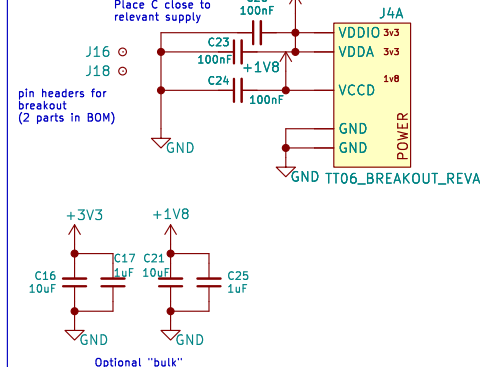 Place C close to
relevant supply
100nF
J4A
VDDIO 3v3
C23
VDDA 3v3
J16
100nF
+1V8
J18
1v8
C24
VCCD
100nF
pin headers for
breakout
(2 parts in BOM)
GND
GND
GND
POWER
GND
TT06_BREAKOUT_REVA
+3V3
+1V8
C17
C21
C16
1uF
10uF
C25
10uF
1uF
GND
GND
Optional "bulk"